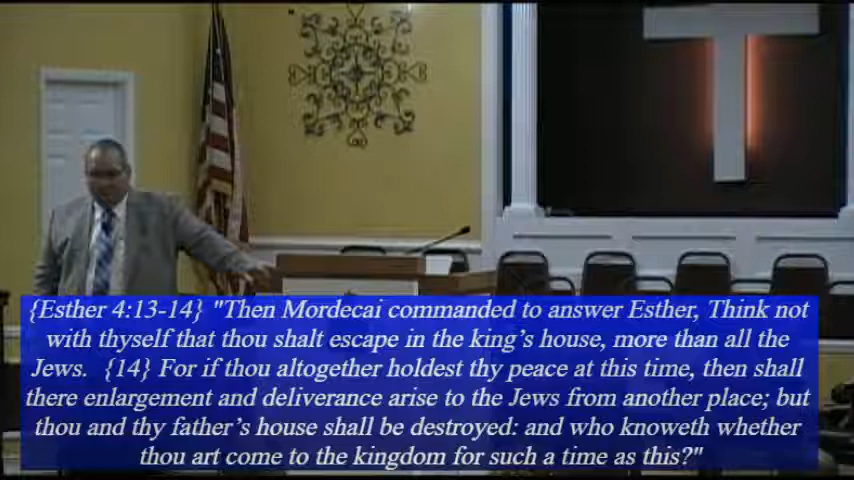 {Esther 4:13-14} "Then Mordecai commanded to answer Esther, Think not
with thyself that thou shalt escape in the king's house, more than all the
Jews. {14} For if thou altogether holdest thy peace at this time, then shall
there enlargement and deliverance arise to the Jews from another place; but
thou and thy father's house shall be destroyed: and who knoweth whether
thou art come to the kingdom for such a time as this?"